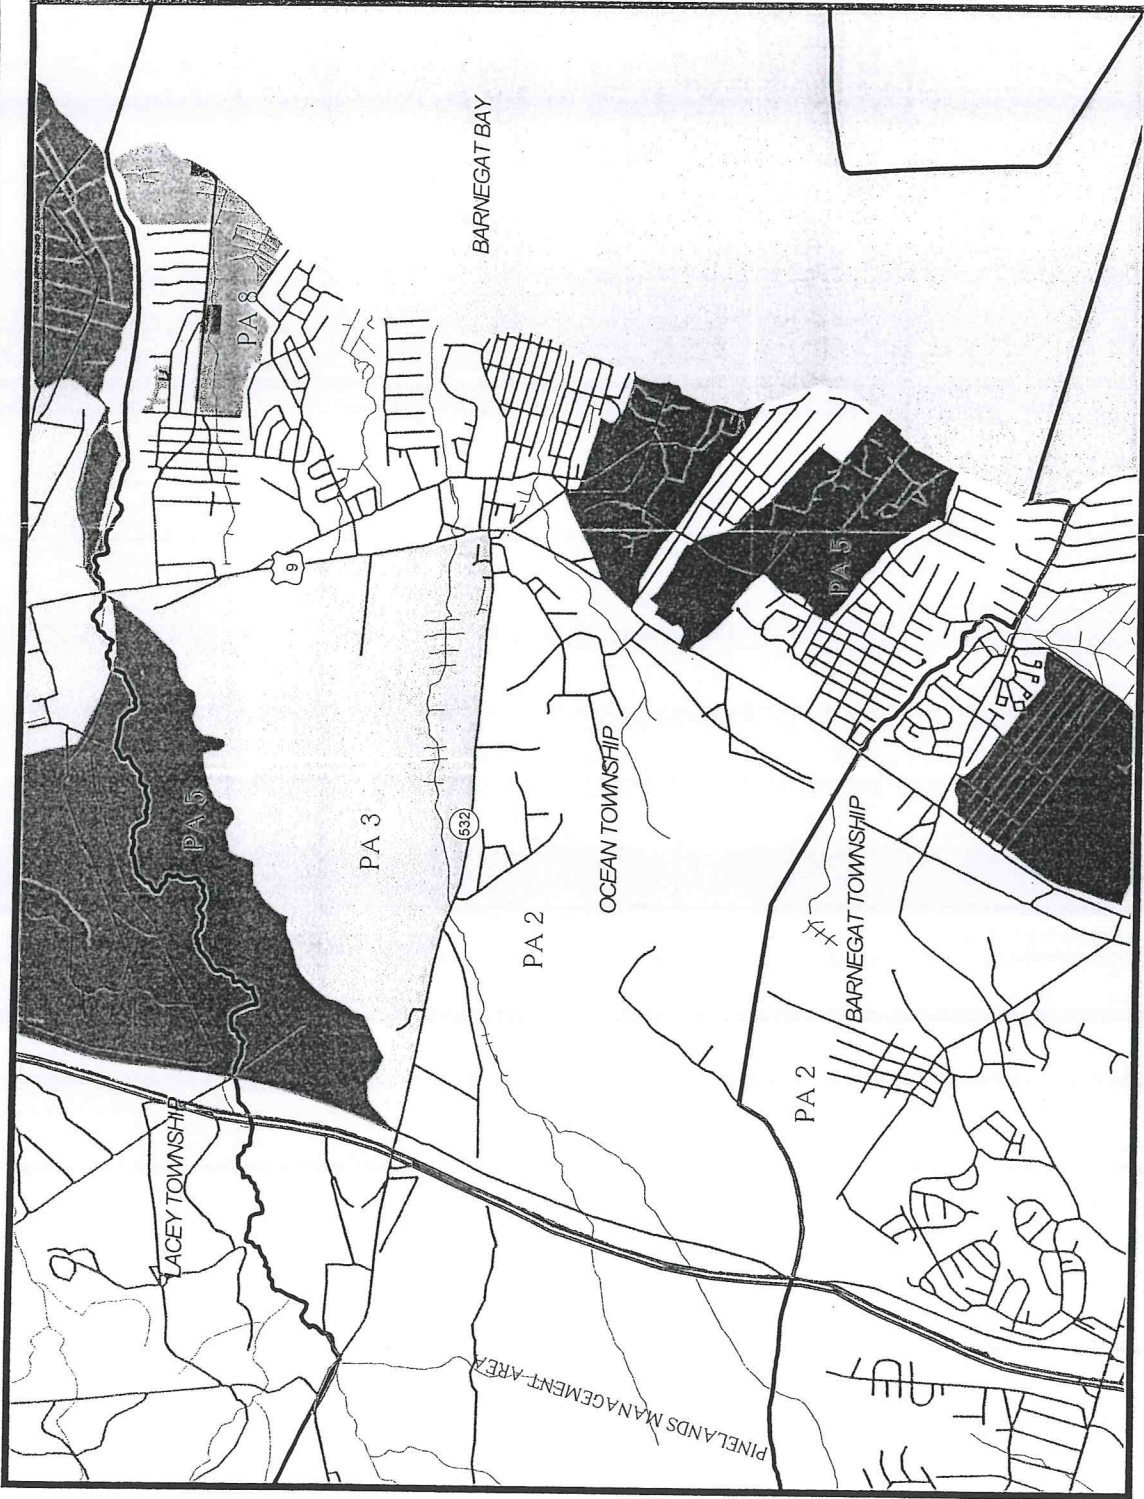 LACEY TOWNSHIP
PA 5
PA 8
BARNEGAT BAY
9
PA 3
532
PA 2
OCEAN TOWNSHIP
PA 5
PINELANDS MANAGEMENT AREA
PA 2
BARNEGAT TOWNSHIP